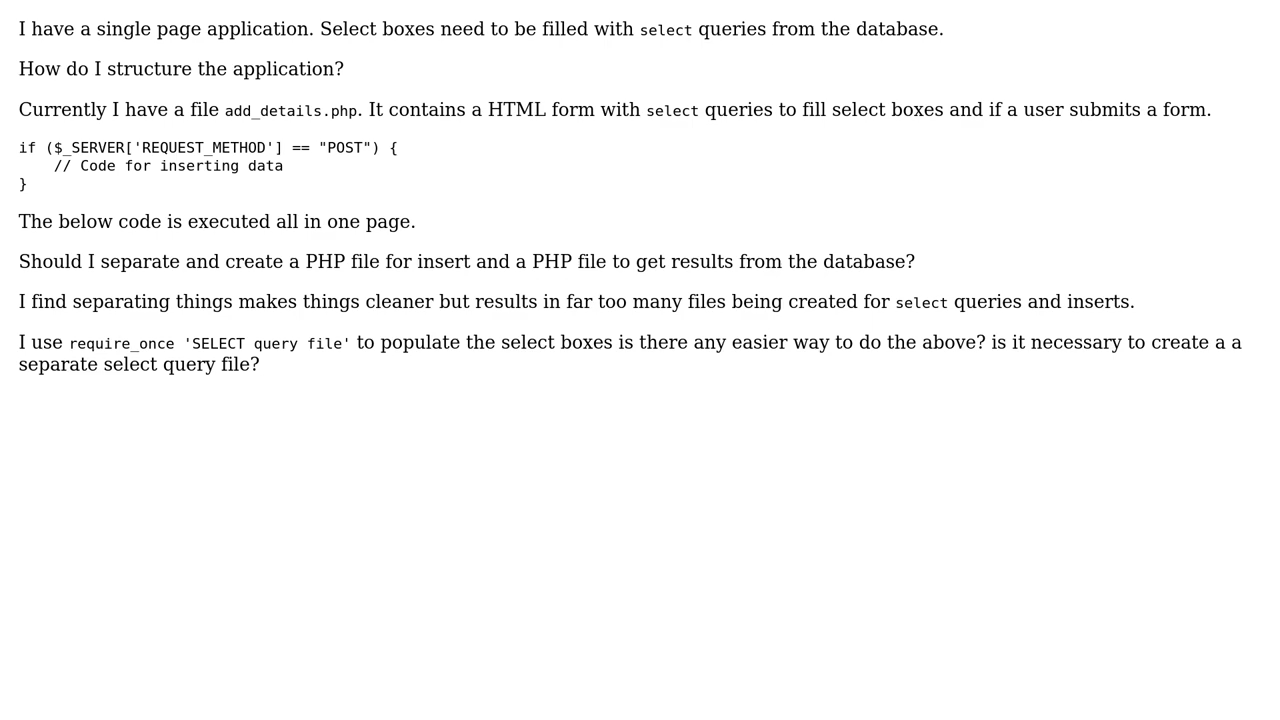 I have a single page application. Select boxes need to be filled with select queries from the database.
How do I structure the application?
Currently I have a file add_details.php. It contains a HTML form with select queries to fill select boxes and if a user submits a form.
if ($_SERVER['REQUEST_METHOD'] == "POST") {
    // Code for inserting data
}
The below code is executed all in one page.
Should I separate and create a PHP file for insert and a PHP file to get results from the database?
I find separating things makes things cleaner but results in far too many files being created for select queries and inserts.
I use require_once 'SELECT query file' to populate the select boxes is there any easier way to do the above? is it necessary to create a a
separate select query file?